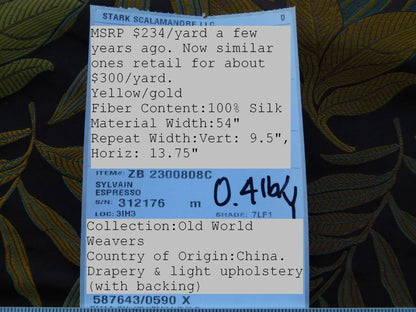 STARK SCALAMANDRE LLC
0
MSRP $234/yard a few
years ago. Now similar
ones retail for about
$300/yard.
Yellow/gold
Fiber Content:100% Silk
Material Width:54"
Repeat Width:Vert: 9.5",
Horiz: 13.75"
ITEM#: ZB 2300808C
SYLVAIN
ESPRESSO
S/N: 312176 m
LOC: 3IH3 SHADE: 7LF1
Collection:Old World
Weavers
Country of Origin:China.
Drapery & light upholstery
(with backing)
587643/0590 X